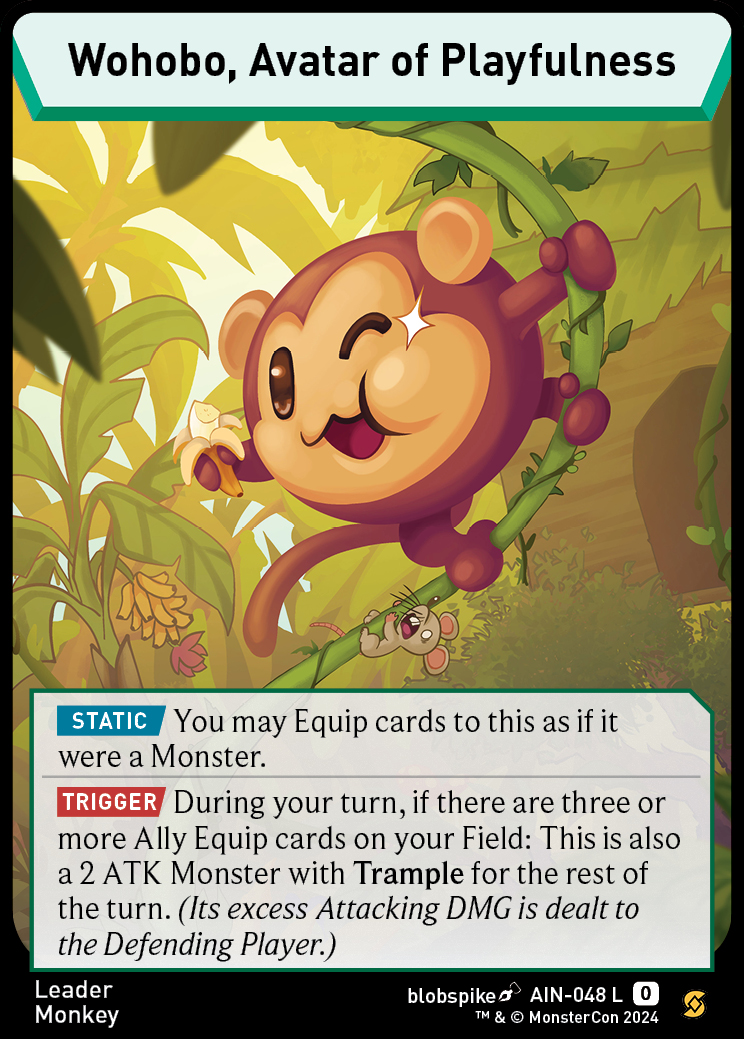 Wohobo, Avatar of Playfulness
STATIC You may Equip cards to this as if it
were a Monster.
TRIGGER During your turn, if there are three or
more Ally Equip cards on your Field: This is also
a 2 ATK Monster with Trample for the rest of
the turn. (Its excess Attacking DMG is dealt to
the Defending Player.)
Leader
Monkey
blobspike AIN-048 L 0
™ & © MonsterCon 2024